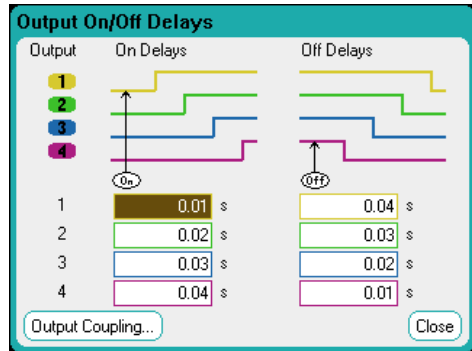 Output On/Off Delays
Output On Delays Off Delays
1
2
3
4
On Off
1 0.01 s 0.04 s
2 0.02 s 0.03 s
3 0.03 s 0.02 s
4 0.04 s 0.01 s
Output Coupling... Close